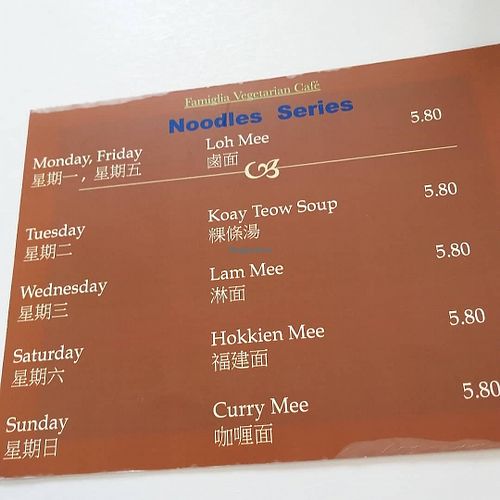 Famiglia Vegetarian Café
Noodles Series
Monday, Friday Loh Mee 5.80
星期一，星期五 鹵面
Tuesday Koay Teow Soup 5.80
星期二 粿條湯
Wednesday Lam Mee 5.80
星期三 淋面
Saturday Hokkien Mee 5.80
星期六 福建面
Sunday Curry Mee 5.80
星期日 咖喱面